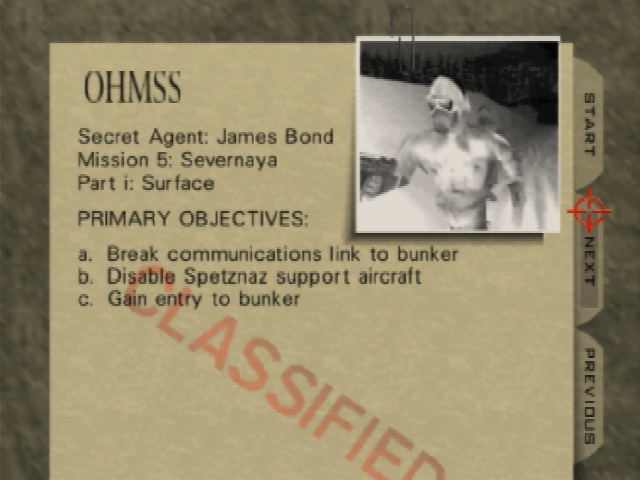 OHMSS
Secret Agent: James Bond
Mission 5: Severnaya
Part i: Surface
PRIMARY OBJECTIVES:
a. Break communications link to bunker
b. Disable Spetznaz support aircraft
c. Gain entry to bunker
CLASSIFIED
START
NEXT
PREVIOUS